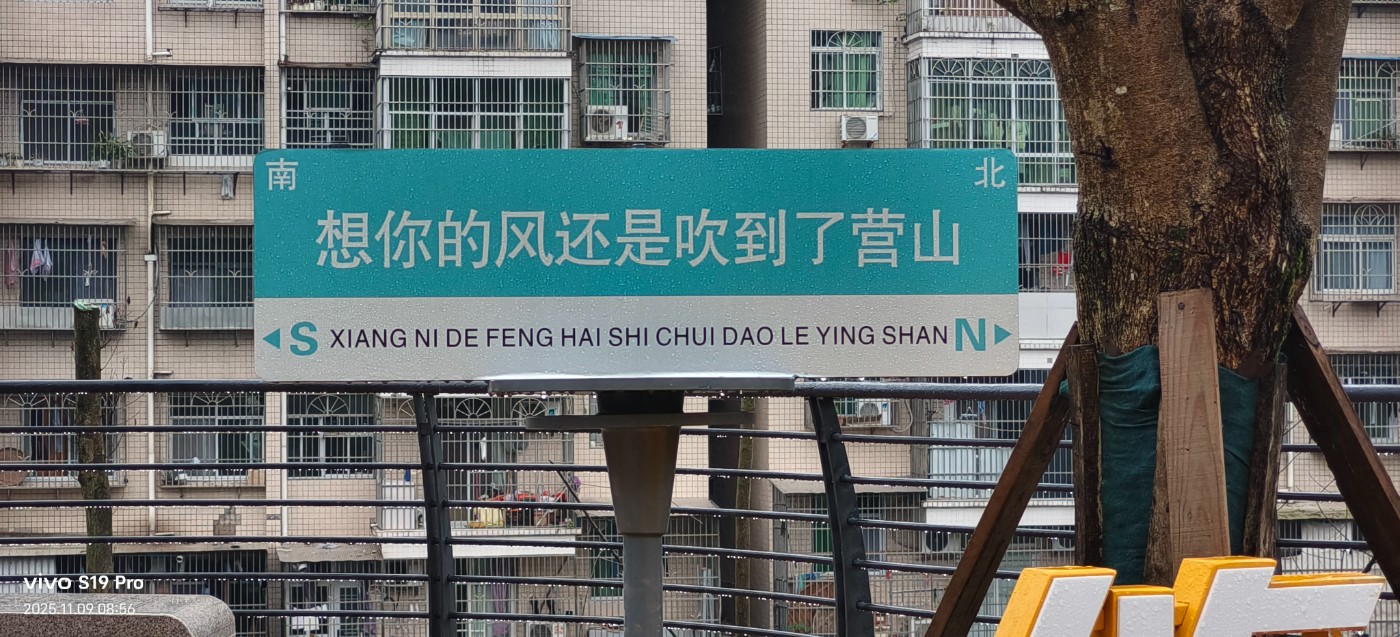 南 北
想你的风还是吹到了营山
S XIANG NI DE FENG HAI SHI CHUI DAO LE YING SHAN N
vivo S19 Pro
2025.11.09 08:56